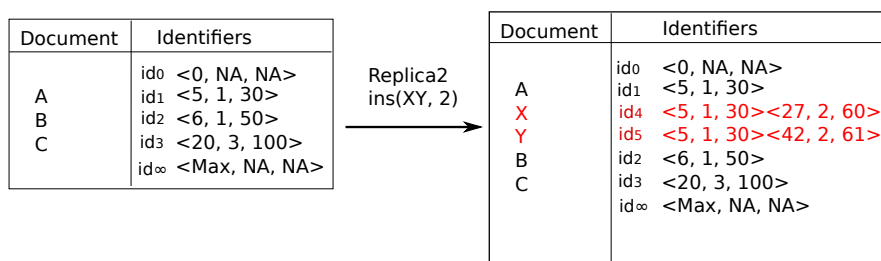 Document Identifiers
id0 <0, NA, NA>
A id1 <5, 1, 30>
B id2 <6, 1, 50>
C id3 <20, 3, 100>
id∞ <Max, NA, NA>
Replica2
ins(XY, 2)
Document Identifiers
id0 <0, NA, NA>
A id1 <5, 1, 30>
X id4 <5, 1, 30><27, 2, 60>
Y id5 <5, 1, 30><42, 2, 61>
B id2 <6, 1, 50>
C id3 <20, 3, 100>
id∞ <Max, NA, NA>